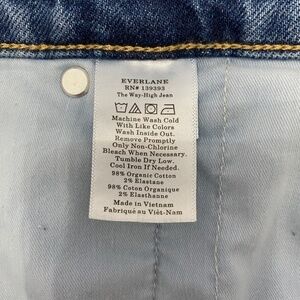 EVERLANE
RN# 139393
The Way-High Jean
Machine Wash Cold
With Like Colors
Wash Inside Out.
Remove Promptly
Only Non-Chlorine
Bleach When Necessary.
Tumble Dry Low.
Cool Iron If Needed.
98% Organic Cotton
2% Elastane
98% Coton Organique
2% Elasthanne
Made in Vietnam
Fabriqué au Viêt-Nam